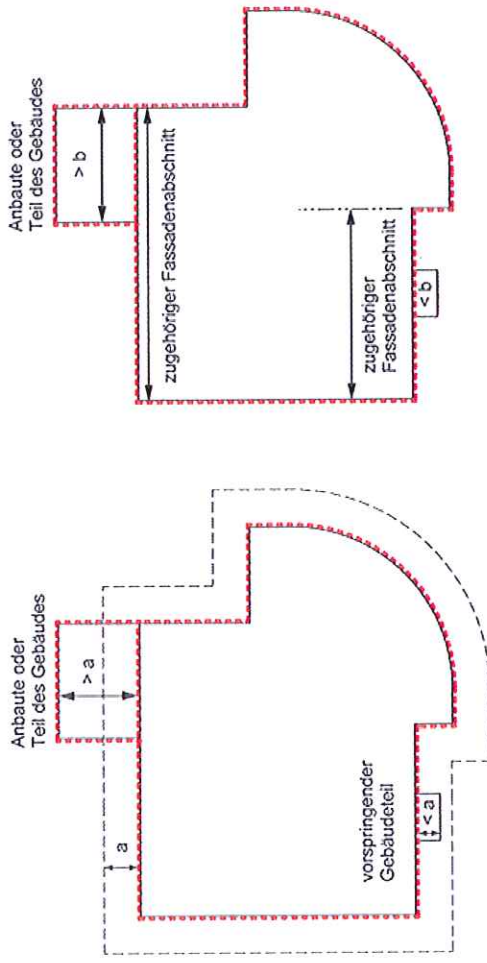 Anbaute oder
Teil des Gebäudes
> a
a
vorspringender
Gebäudeteil
< a
Anbaute oder
Teil des Gebäudes
> b
zugehöriger Fassadenabschnitt
zugehöriger
Fassadenabschnitt
< b